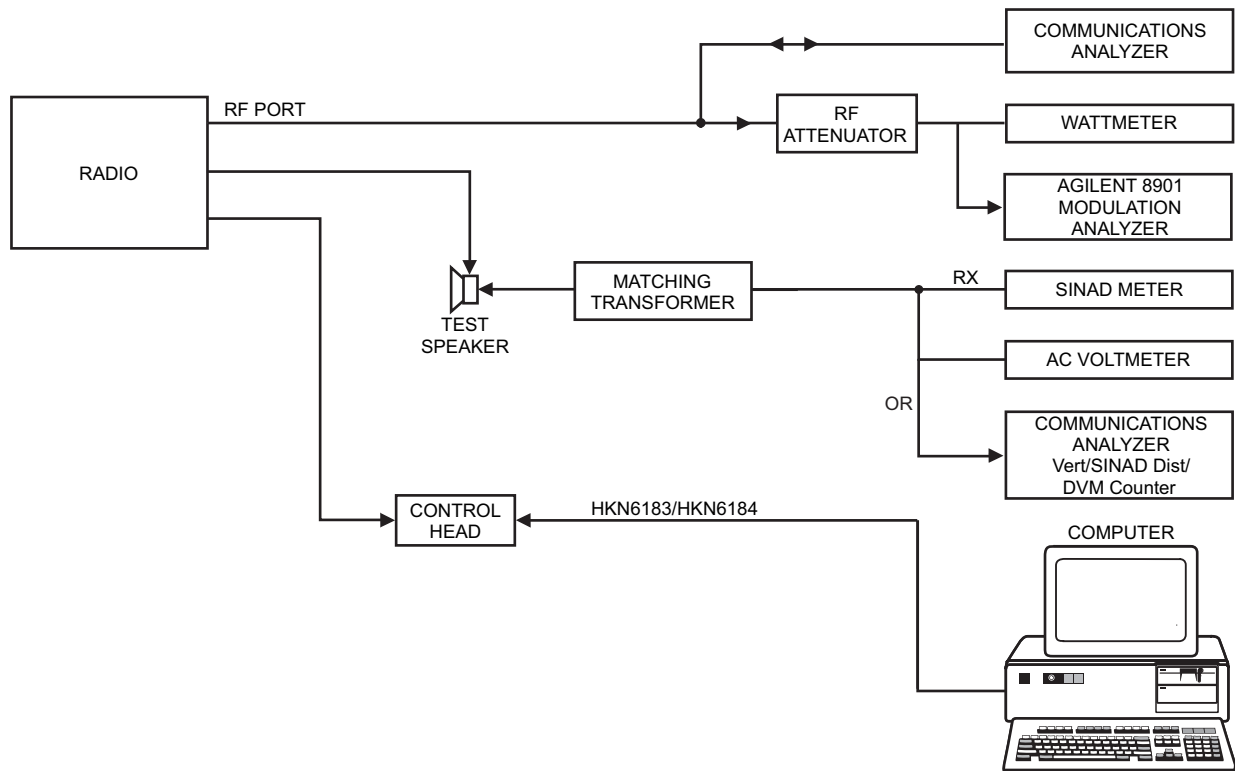 COMMUNICATIONS
ANALYZER
RF PORT
RF
ATTENUATOR
WATTMETER
RADIO
AGILENT 8901
MODULATION
ANALYZER
MATCHING
TRANSFORMER
RX
SINAD METER
TEST
SPEAKER
AC VOLTMETER
OR
COMMUNICATIONS
ANALYZER
Vert/SINAD Dist/
DVM Counter
CONTROL
HEAD
HKN6183/HKN6184
COMPUTER